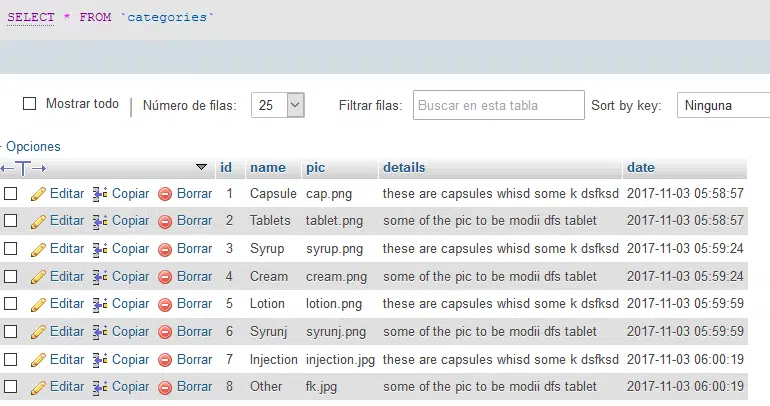 SELECT * FROM `categories`
Mostrar todo | Número de filas: 25 Filtrar filas: Buscar en esta tabla Sort by key: Ninguna
Opciones
id name pic details date
Editar Copiar Borrar 1 Capsule cap.png these are capsules whisd some k dsfksd 2017-11-03 05:58:57
Editar Copiar Borrar 2 Tablets tablet.png some of the pic to be modii dfs tablet 2017-11-03 05:58:57
Editar Copiar Borrar 3 Syrup syrup.png these are capsules whisd some k dsfksd 2017-11-03 05:59:24
Editar Copiar Borrar 4 Cream cream.png some of the pic to be modii dfs tablet 2017-11-03 05:59:24
Editar Copiar Borrar 5 Lotion lotion.png these are capsules whisd some k dsfksd 2017-11-03 05:59:59
Editar Copiar Borrar 6 Syrunj syrunj.png some of the pic to be modii dfs tablet 2017-11-03 05:59:59
Editar Copiar Borrar 7 Injection injection.jpg these are capsules whisd some k dsfksd 2017-11-03 06:00:19
Editar Copiar Borrar 8 Other fk.jpg some of the pic to be modii dfs tablet 2017-11-03 06:00:19